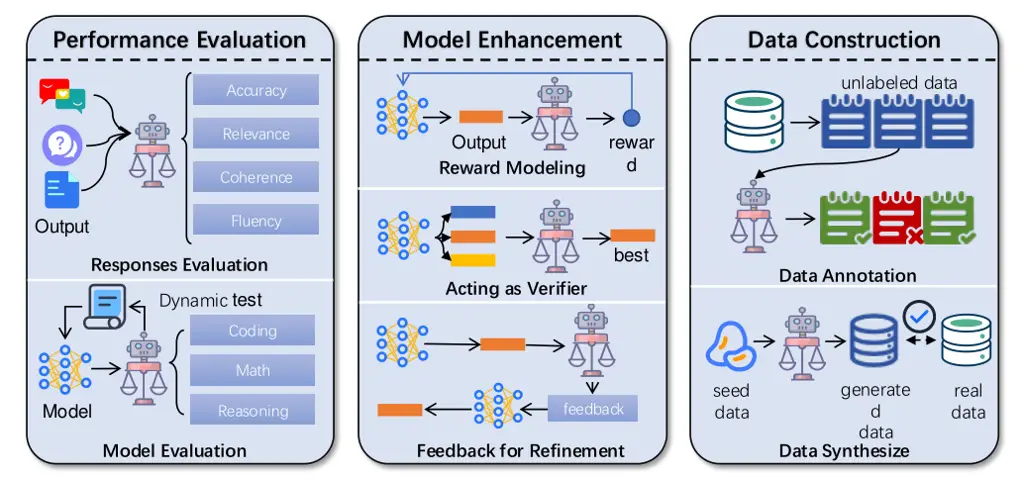 Performance Evaluation
Accuracy
Relevance
Coherence
Fluency
Output
Responses Evaluation
Dynamic test
Coding
Math
Reasoning
Model
Model Evaluation
Model Enhancement
Output
rewar
d
Reward Modeling
best
Acting as Verifier
feedback
Feedback for Refinement
Data Construction
unlabeled data
Data Annotation
seed
data
generate
d
data
real
data
Data Synthesize